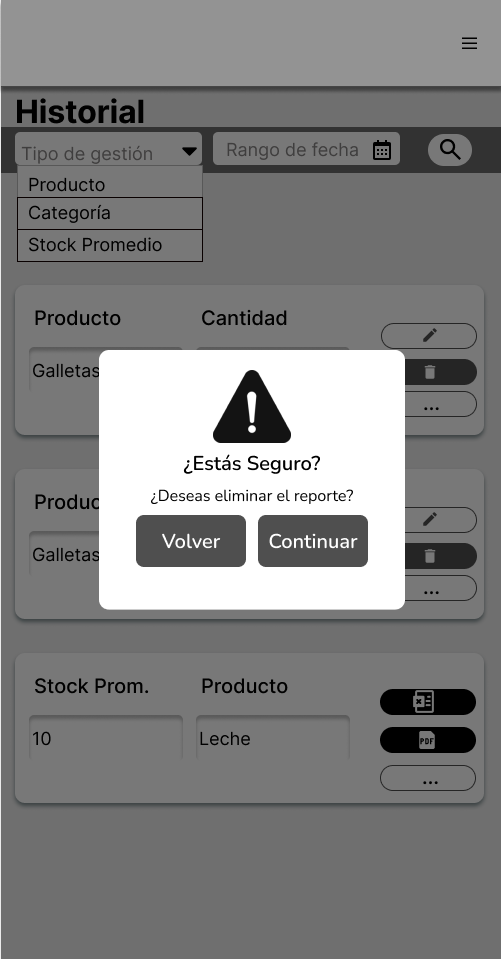 Historial
Tipo de gestión
Rango de fecha
Producto
Categoría
Stock Promedio
Producto
Cantidad
Galletas
...
¿Estás Seguro?
¿Deseas eliminar el reporte?
Volver
Continuar
Produc
Galletas
...
Stock Prom.
Producto
10
Leche
PDF
...